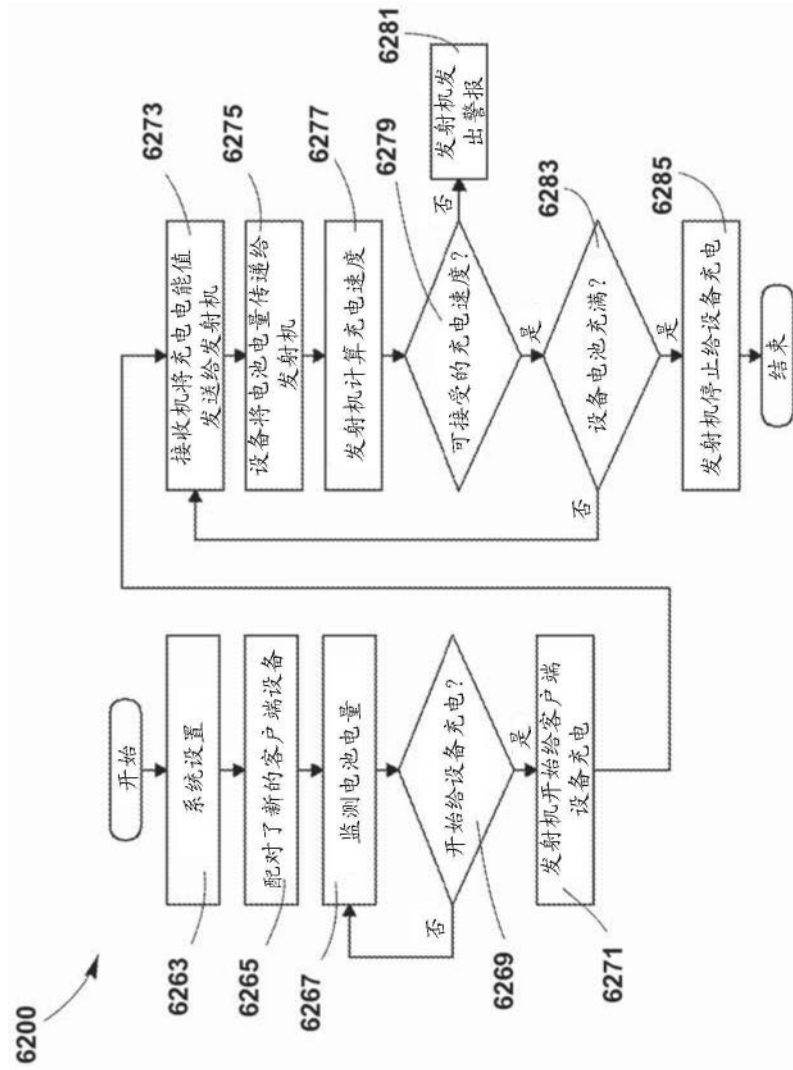 6200
开始
系统设置
6263
配对了新的客户端设备
6265
监测电池电量
6267
开始给设备充电?
6269
否
是
发射机开始给客户端
设备充电
6271
接收机将充电电能值
发送给发射机
6273
设备将电池电量传递给
发射机
6275
发射机计算充电速度
6277
可接受的充电速度?
6279
否
发射机发
出警报
6281
是
设备电池充满?
6283
否
是
发射机停止给设备充电
6285
结束